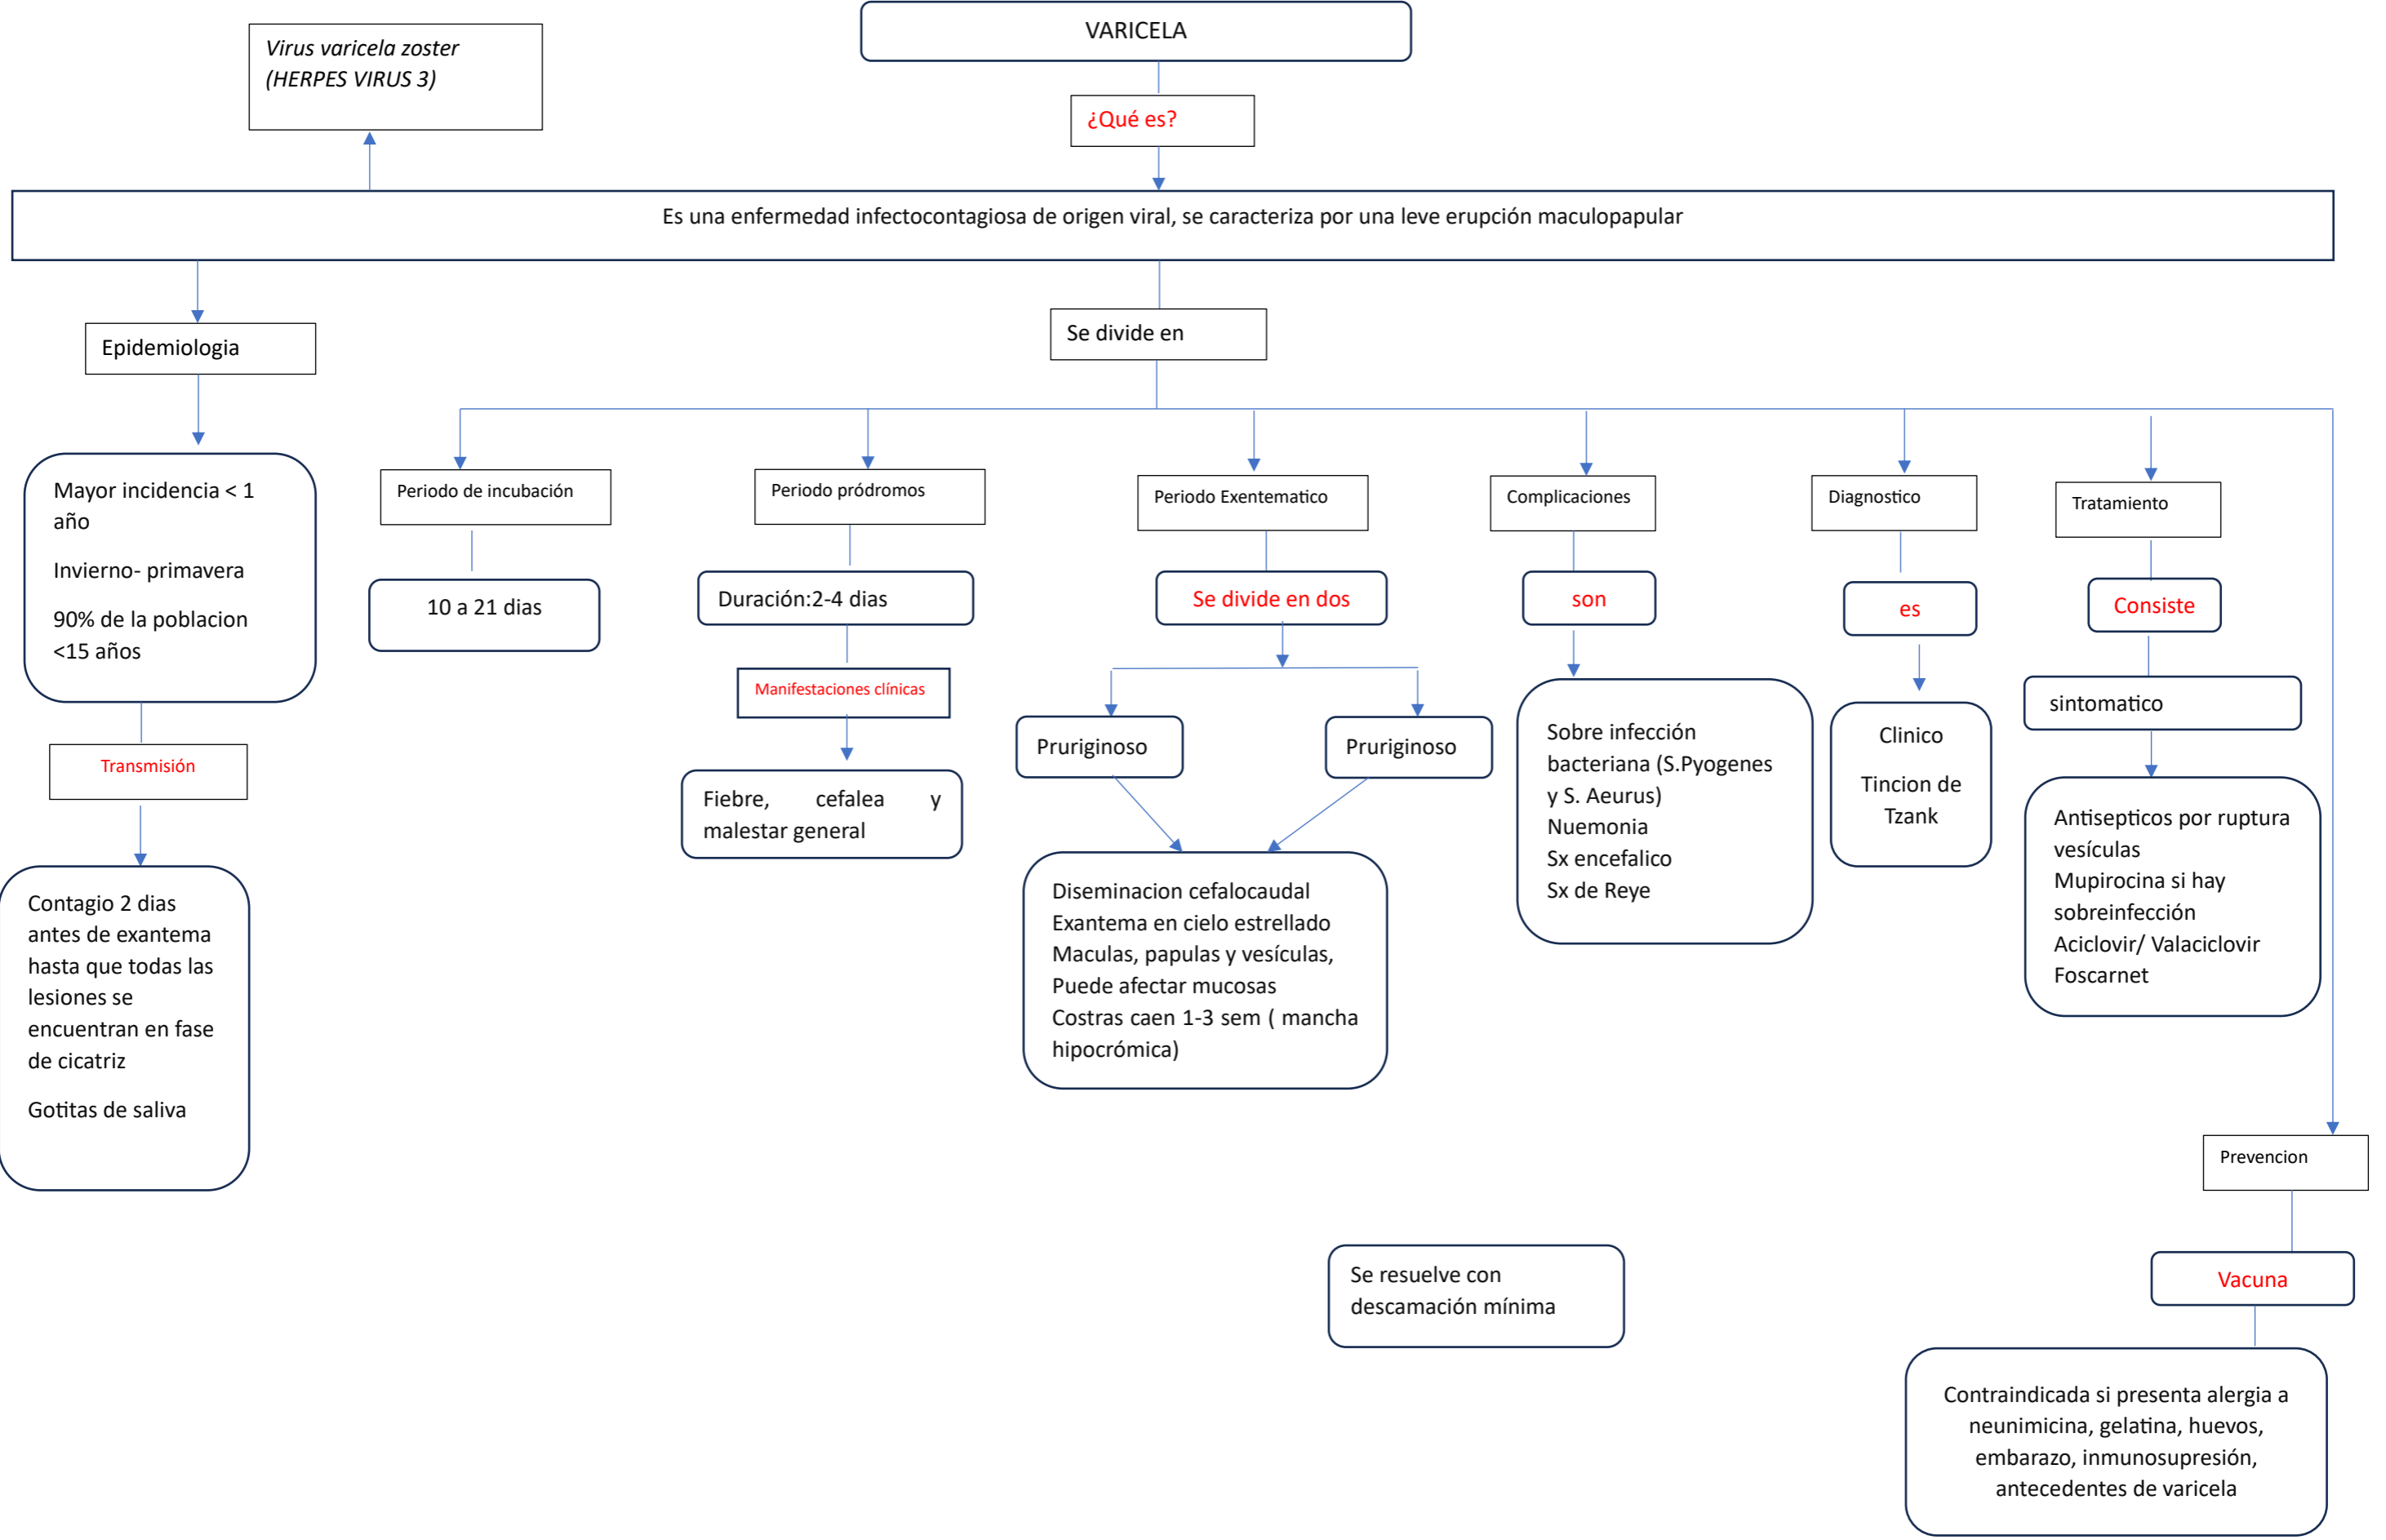 VARICELA
Virus varicela zoster
(HERPES VIRUS 3)
¿Qué es?
Es una enfermedad infectocontagiosa de origen viral, se caracteriza por una leve erupción maculopapular
Epidemiologia
Se divide en
Mayor incidencia < 1
año
Invierno- primavera
90% de la poblacion
<15 años
Transmisión
Contagio 2 dias
antes de exantema
hasta que todas las
lesiones se
encuentran en fase
de cicatriz
Gotitas de saliva
Periodo de incubación
10 a 21 dias
Periodo pródromos
Duración:2-4 dias
Manifestaciones clínicas
Fiebre, cefalea y
malestar general
Periodo Exentematico
Se divide en dos
Pruriginoso
Pruriginoso
Diseminacion cefalocaudal
Exantema en cielo estrellado
Maculas, papulas y vesículas,
Puede afectar mucosas
Costras caen 1-3 sem ( mancha
hipocrómica)
Complicaciones
son
Sobre infección
bacteriana (S.Pyogenes
y S. Aeurus)
Nuemonia
Sx encefalico
Sx de Reye
Diagnostico
es
Clinico
Tincion de
Tzank
Tratamiento
Consiste
sintomatico
Antisepticos por ruptura
vesículas
Mupirocina si hay
sobreinfección
Aciclovir/ Valaciclovir
Foscarnet
Prevencion
Vacuna
Contraindicada si presenta alergia a
neunimicina, gelatina, huevos,
embarazo, inmunosupresión,
antecedentes de varicela
Se resuelve con
descamación mínima